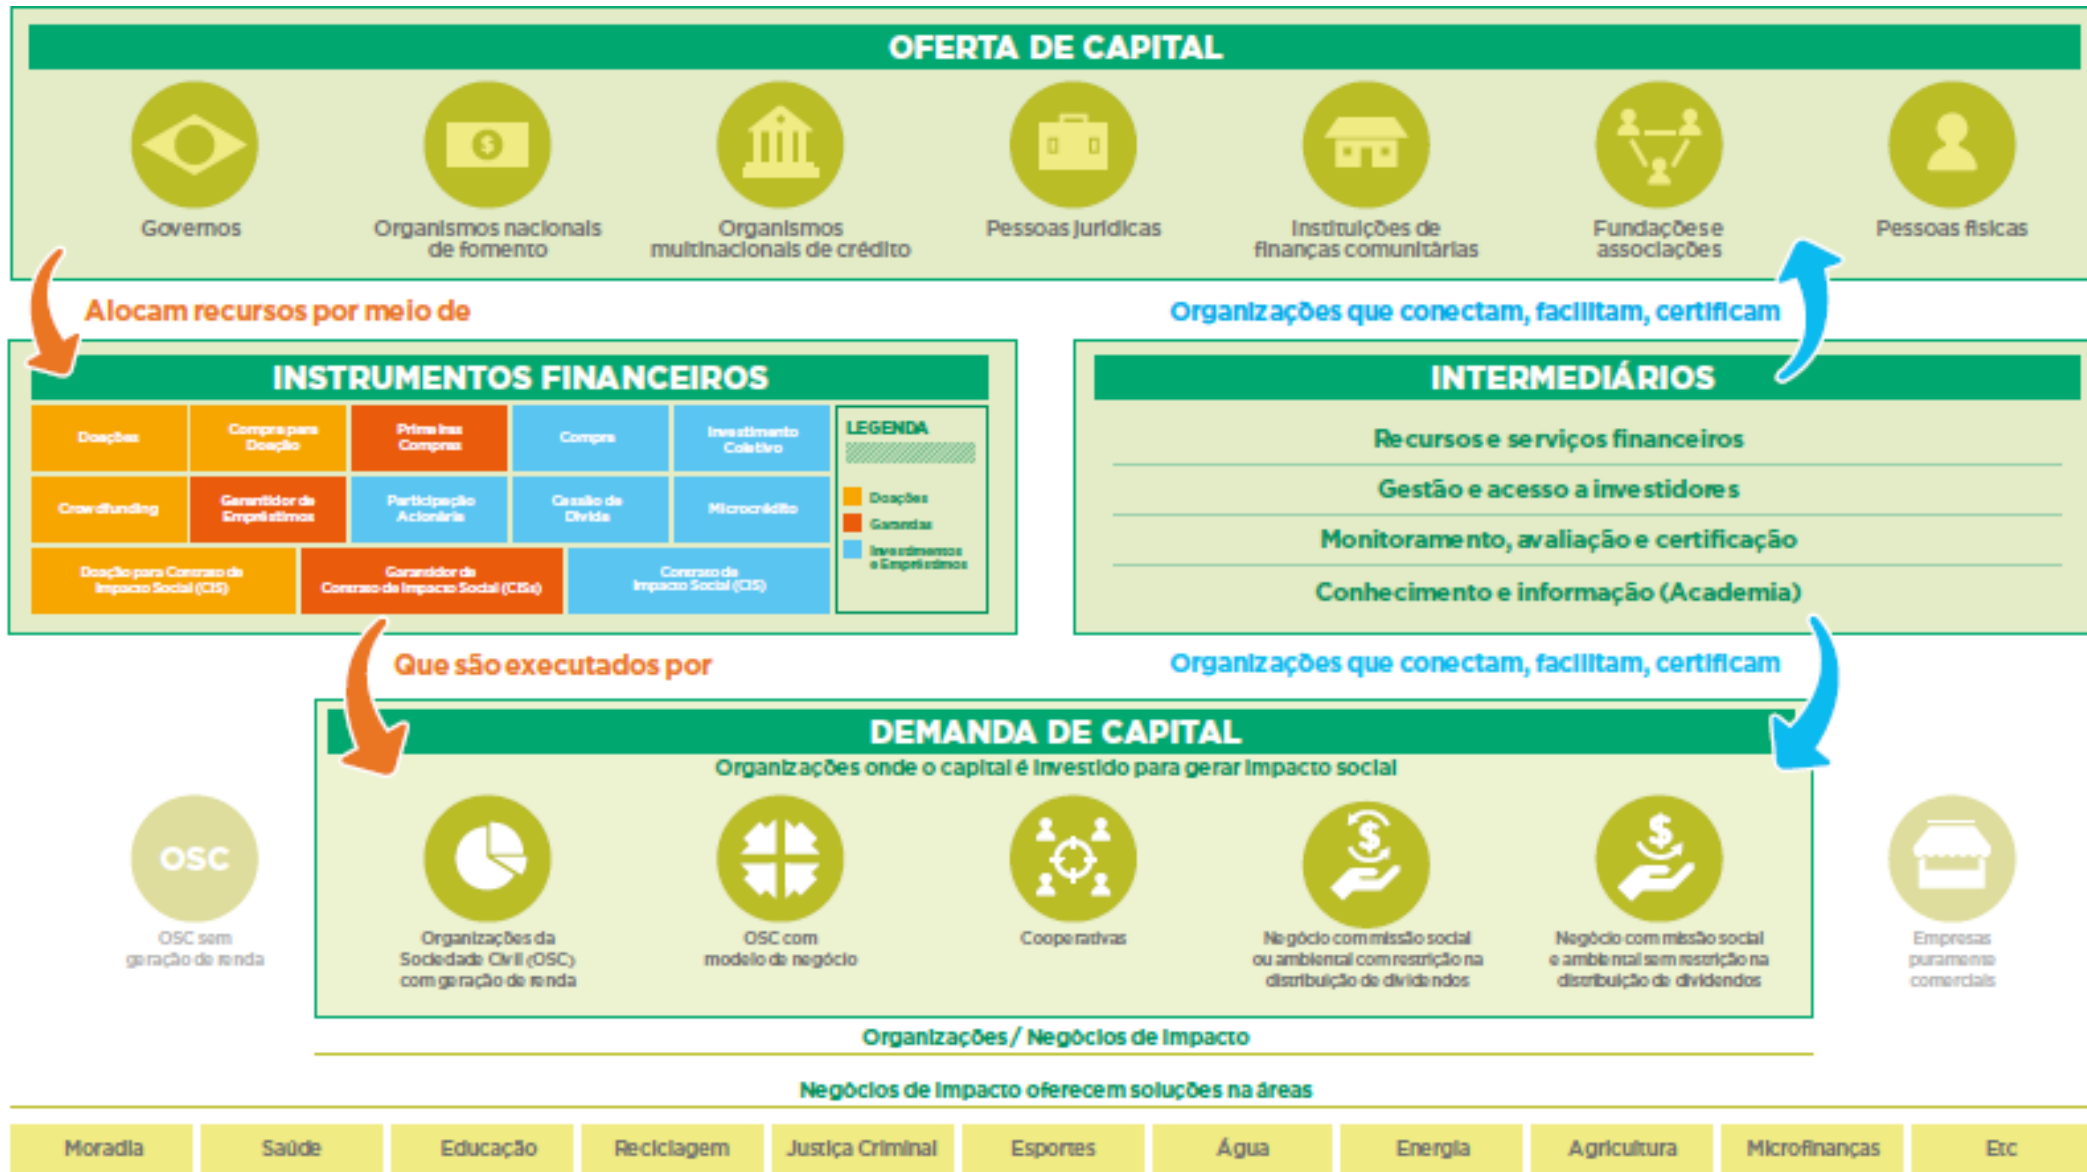 OFERTA DE CAPITAL
Governos
Organismos nacionais
de fomento
Organismos
multinacionais de crédito
Pessoas jurídicas
Instituições de
finanças comunitárias
Fundações e
associações
Pessoas físicas
Alocam recursos por meio de
Organizações que conectam, facilitam, certificam
INSTRUMENTOS FINANCEIROS
Doações
Compra para
Doação
Primeiras
Compras
Compra
Investimento
Coletivo
Crowdfunding
Garantidor de
Empréstimos
Participação
Acionária
Cessão de
Dívida
Microcrédito
Doação para Contrato de
Impacto Social (CIS)
Garantidor de
Contrato de Impacto Social (CISs)
Contrato de
Impacto Social (CIS)
LEGENDA
Doações
Garantias
Investimentos
e Empréstimos
INTERMEDIÁRIOS
Recursos e serviços financeiros
Gestão e acesso a investidores
Monitoramento, avaliação e certificação
Conhecimento e informação (Academia)
Que são executados por
Organizações que conectam, facilitam, certificam
DEMANDA DE CAPITAL
Organizações onde o capital é investido para gerar impacto social
OSC
OSC sem
geração de renda
Organizações da
Sociedade Civil (OSC)
com geração de renda
OSC com
modelo de negócio
Cooperativas
Negócio com missão social
ou ambiental com restrição na
distribuição de dividendos
Negócio com missão social
e ambiental sem restrição na
distribuição de dividendos
Empresas
puramente
comerciais
Organizações / Negócios de Impacto
Negócios de Impacto oferecem soluções na áreas
Moradia
Saúde
Educação
Reciclagem
Justiça Criminal
Esportes
Água
Energia
Agricultura
Microfinanças
Etc